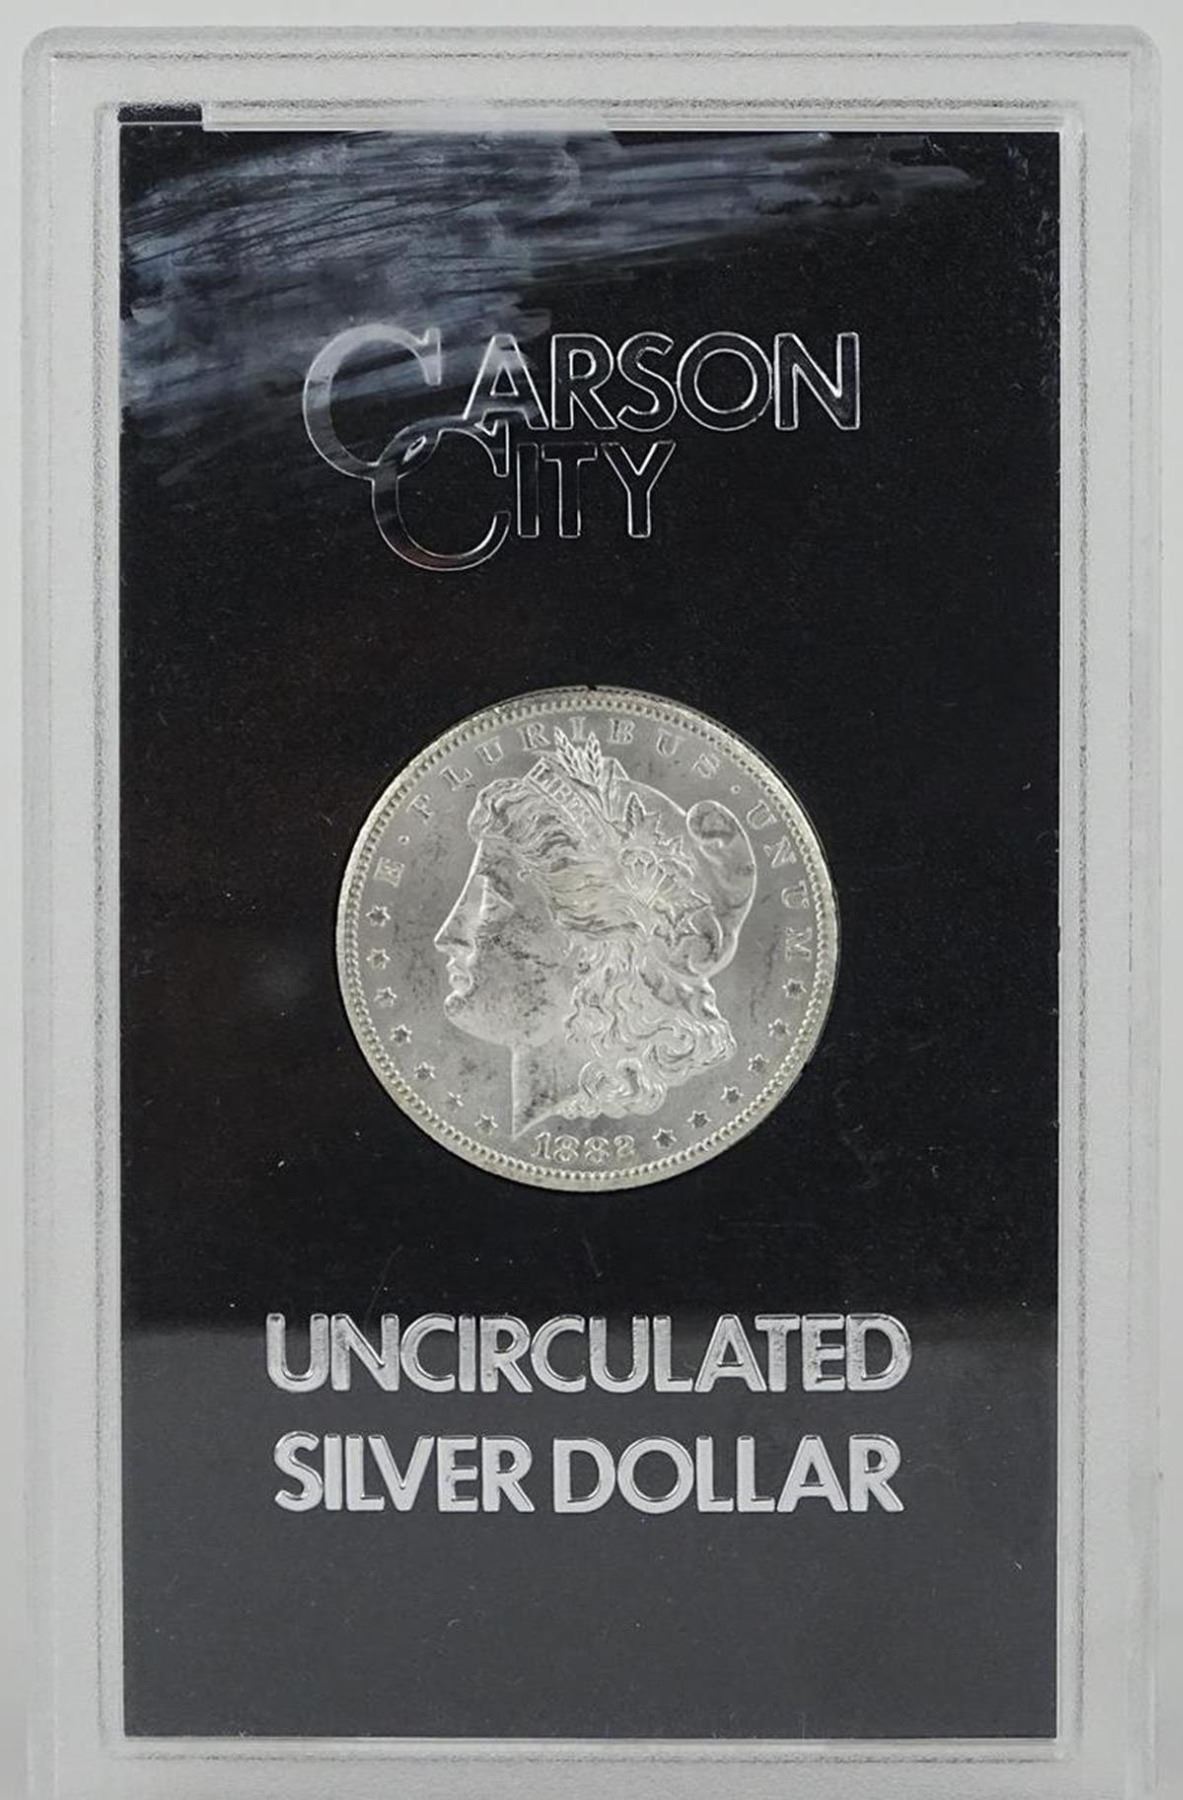 CARSON
CITY
E · PLURIBUS · UNUM
LIBERTY
1882
UNCIRCULATED
SILVER DOLLAR